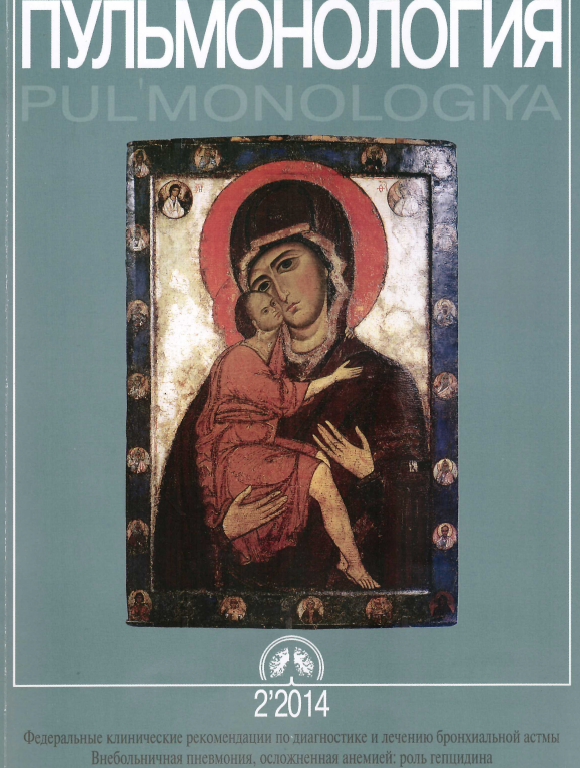 ПУЛЬМОНОЛОГИЯ
PUL'MONOLOGIYA
2'2014
Федеральные клинические рекомендации по диагностике и лечению бронхиальной астмы
Внебольничная пневмония, осложненная анемией: роль гепцидина